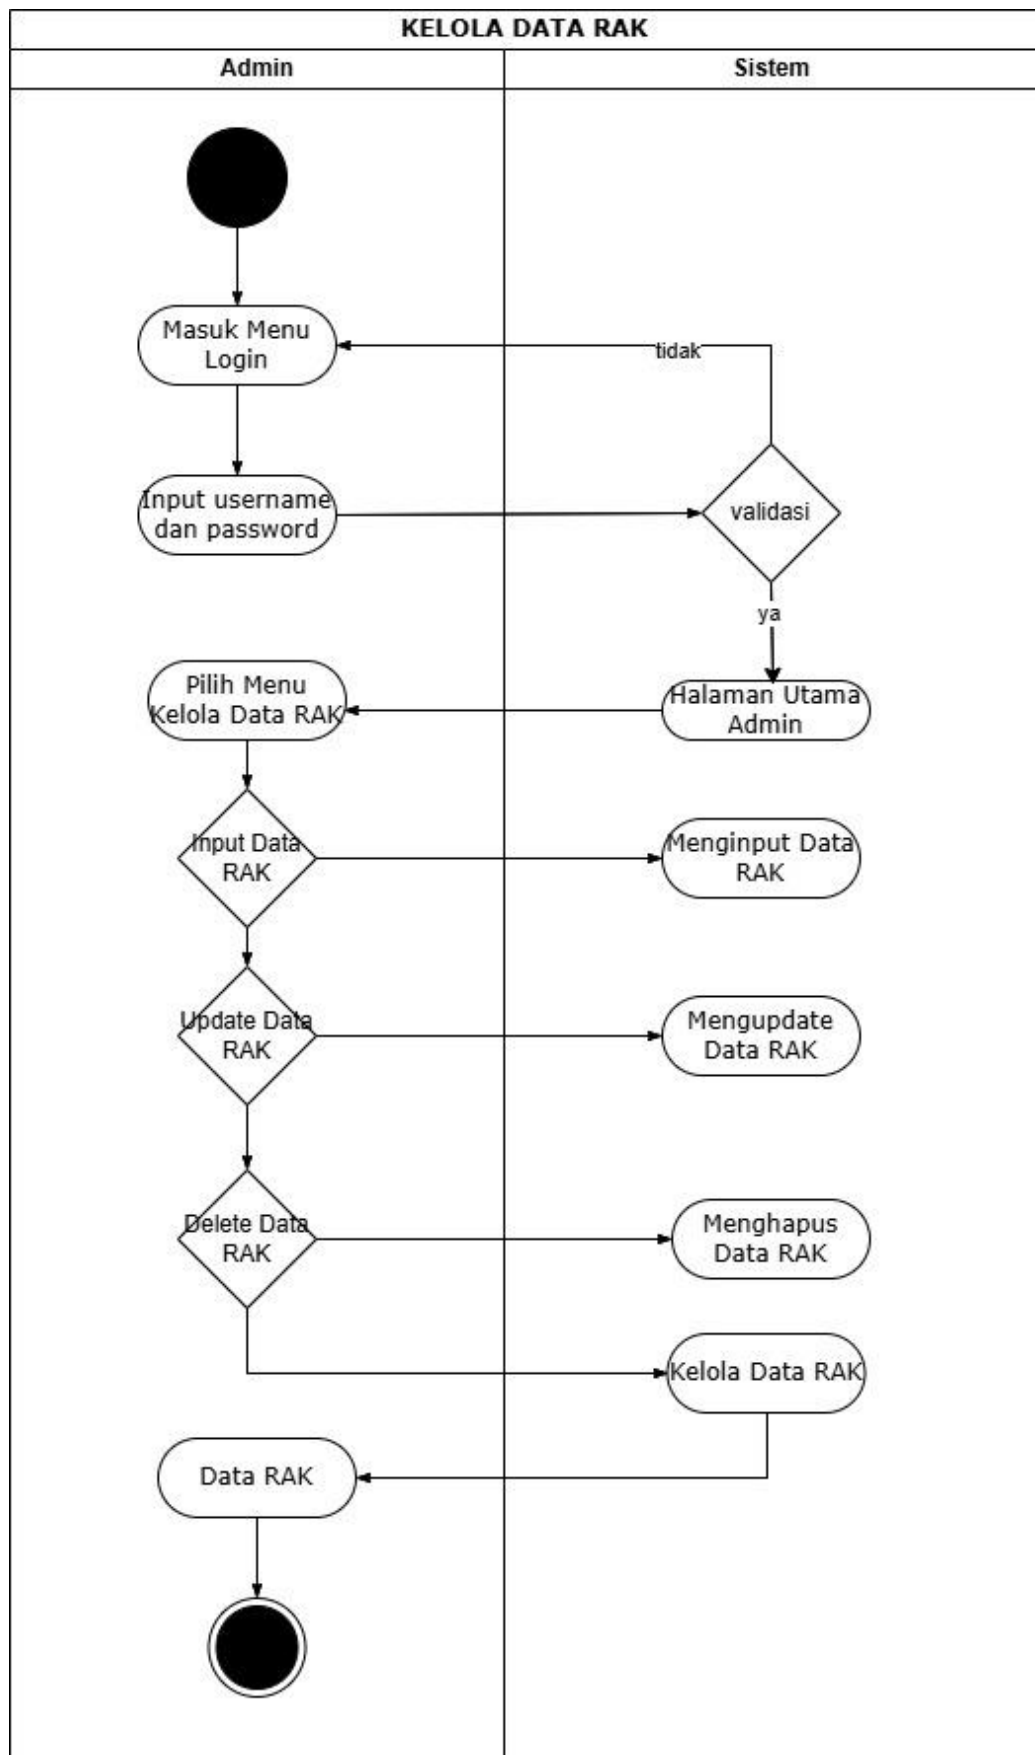 KELOLA DATA RAK
Admin
Sistem
Masuk Menu
Login
tidak
Input username
dan password
validasi
ya
Pilih Menu
Kelola Data RAK
Halaman Utama
Admin
Input Data
RAK
Menginput Data
RAK
Update Data
RAK
Mengupdate
Data RAK
Delete Data
RAK
Menghapus
Data RAK
Kelola Data RAK
Data RAK